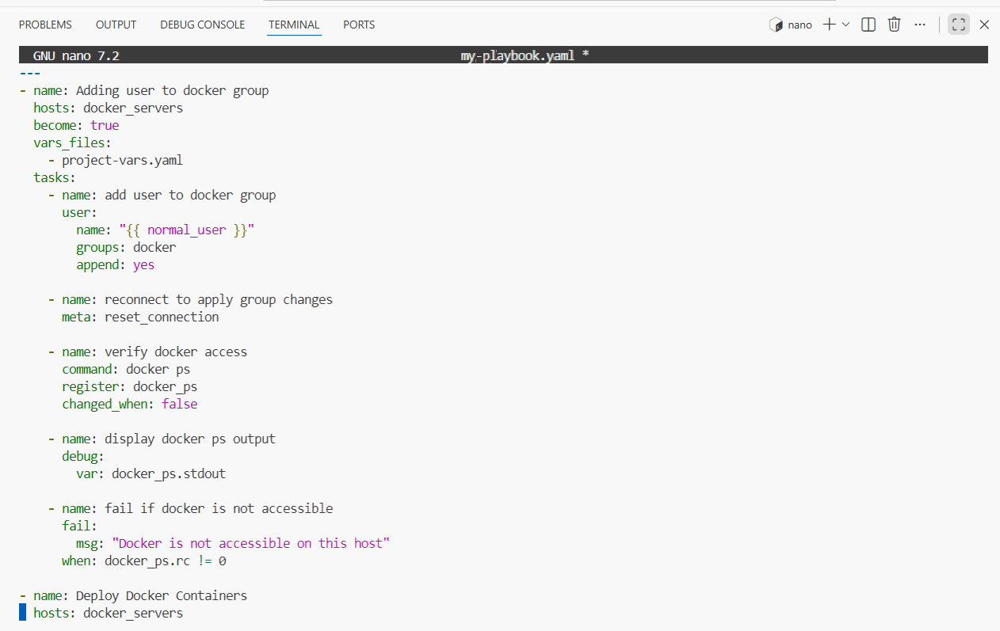 PROBLEMS OUTPUT DEBUG CONSOLE TERMINAL PORTS nano
GNU nano 7.2 my-playbook.yaml *
---
- name: Adding user to docker group
  hosts: docker_servers
  become: true
  vars_files:
    - project-vars.yaml
  tasks:
    - name: add user to docker group
      user:
        name: "{{ normal_user }}"
        groups: docker
        append: yes

    - name: reconnect to apply group changes
      meta: reset_connection

    - name: verify docker access
      command: docker ps
      register: docker_ps
      changed_when: false

    - name: display docker ps output
      debug:
        var: docker_ps.stdout

    - name: fail if docker is not accessible
      fail:
        msg: "Docker is not accessible on this host"
      when: docker_ps.rc != 0

- name: Deploy Docker Containers
  hosts: docker_servers